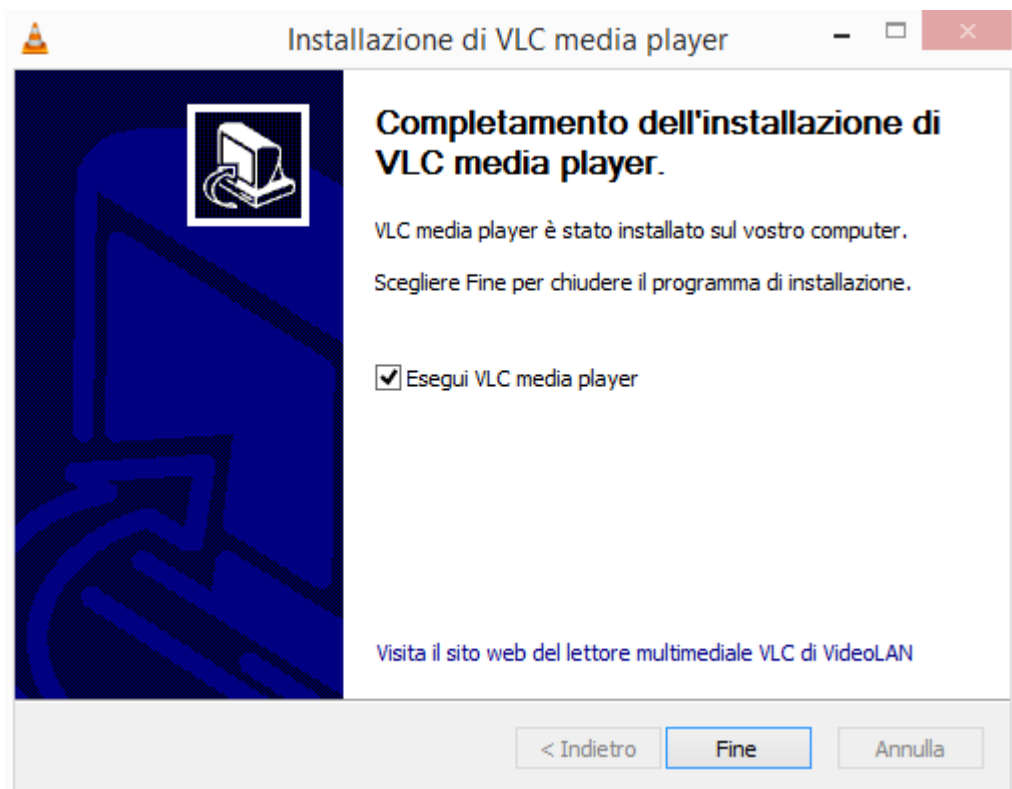 Installazione di VLC media player
Completamento dell'installazione di
VLC media player.
VLC media player è stato installato sul vostro computer.
Scegliere Fine per chiudere il programma di installazione.
Esegui VLC media player
Visita il sito web del lettore multimediale VLC di VideoLAN
< Indietro
Fine
Annulla